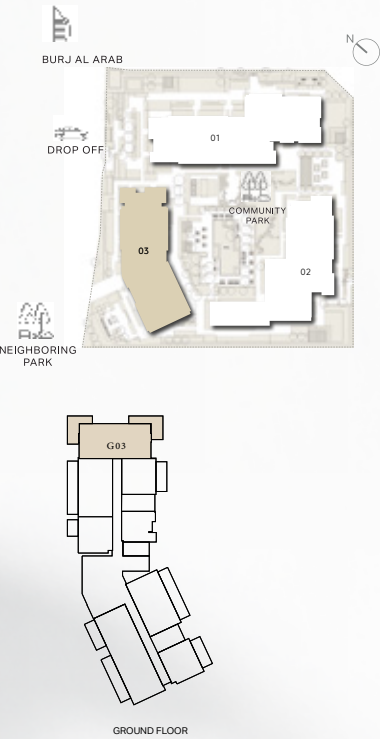 N
BURJ AL ARAB
01
DROP OFF
COMMUNITY
PARK
03
02
NEIGHBORING
PARK
G03
GROUND FLOOR